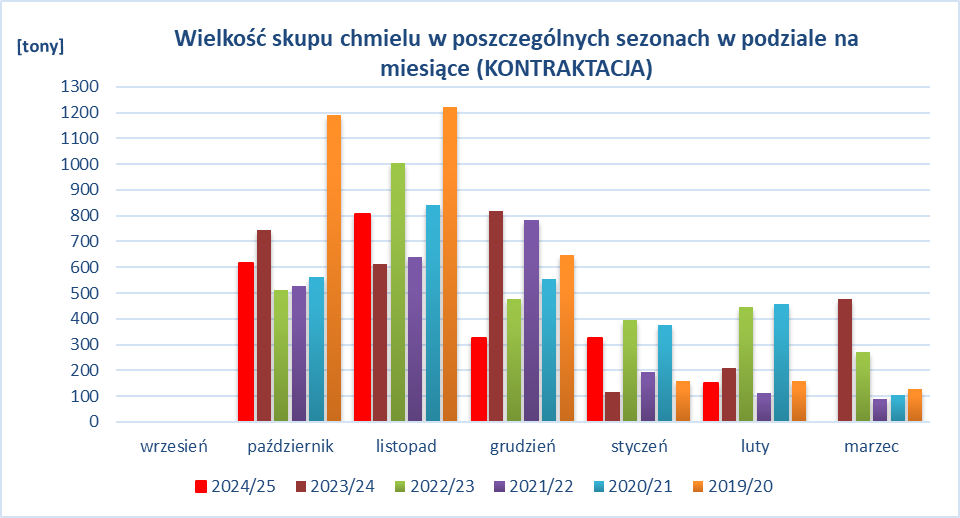 [tony]
Wielkość skupu chmielu w poszczególnych sezonach w podziale na
miesiące (KONTRAKTACJA)
1300
1200
1100
1000
900
800
700
600
500
400
300
200
100
0
wrzesień październik listopad grudzień styczeń luty marzec
2024/25 2023/24 2022/23 2021/22 2020/21 2019/20